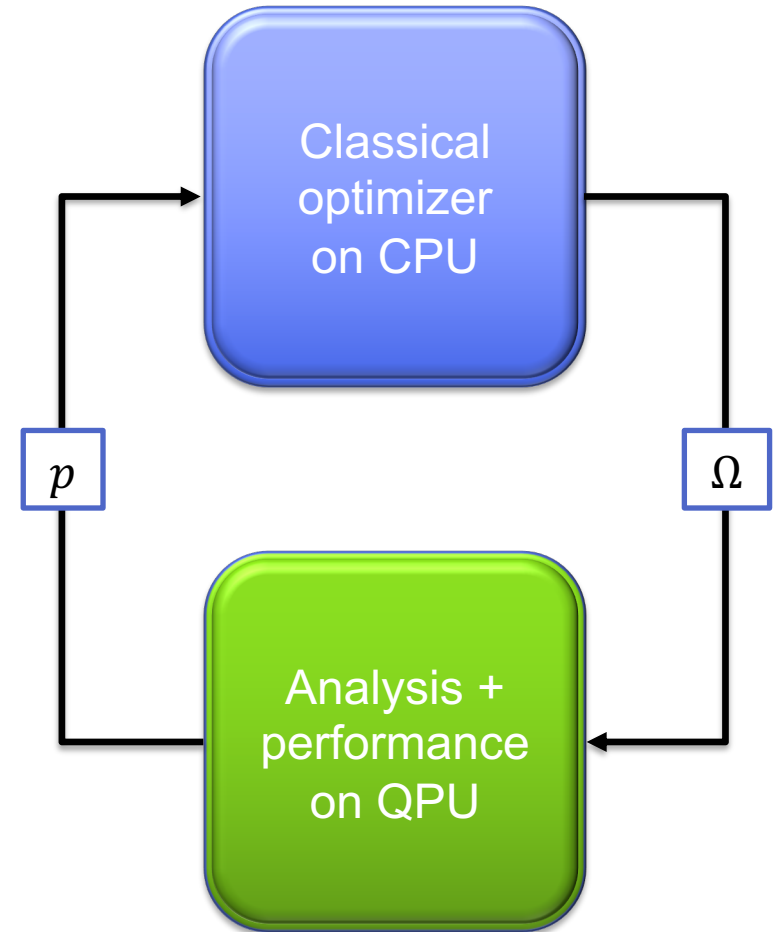 Classical
optimizer
on CPU
p
Ω
Analysis +
performance
on QPU